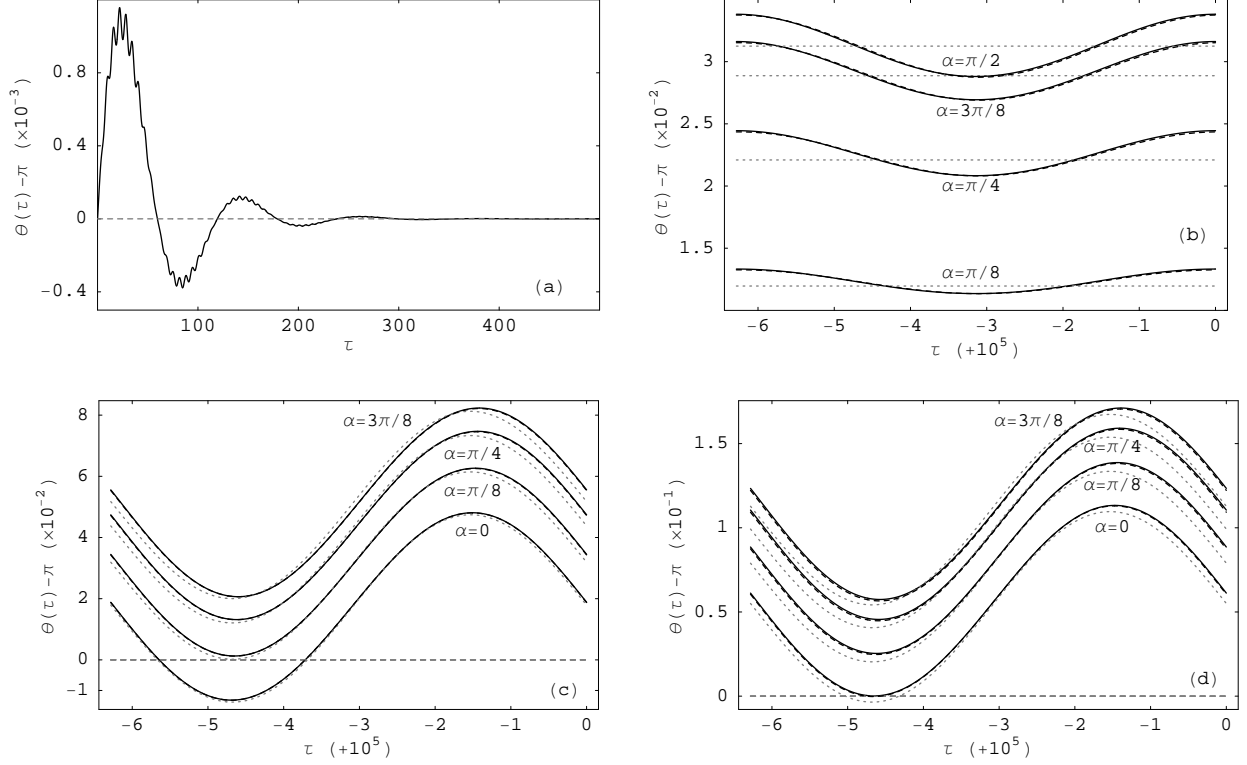 θ(τ)-π (×10⁻³)
0.8
0.4
0
-0.4
100 200 300 400
τ
(a)
θ(τ)-π (×10⁻²)
3
2.5
2
1.5
α=π/2
α=3π/8
α=π/4
α=π/8
(b)
-6 -5 -4 -3 -2 -1 0
τ (+10⁵)
θ(τ)-π (×10⁻²)
8
6
4
2
0
-1
α=3π/8
α=π/4
α=π/8
α=0
(c)
-6 -5 -4 -3 -2 -1 0
τ (+10⁵)
θ(τ)-π (×10⁻¹)
1.5
1
0.5
0
α=3π/8
α=π/4
α=π/8
α=0
(d)
-6 -5 -4 -3 -2 -1 0
τ (+10⁵)